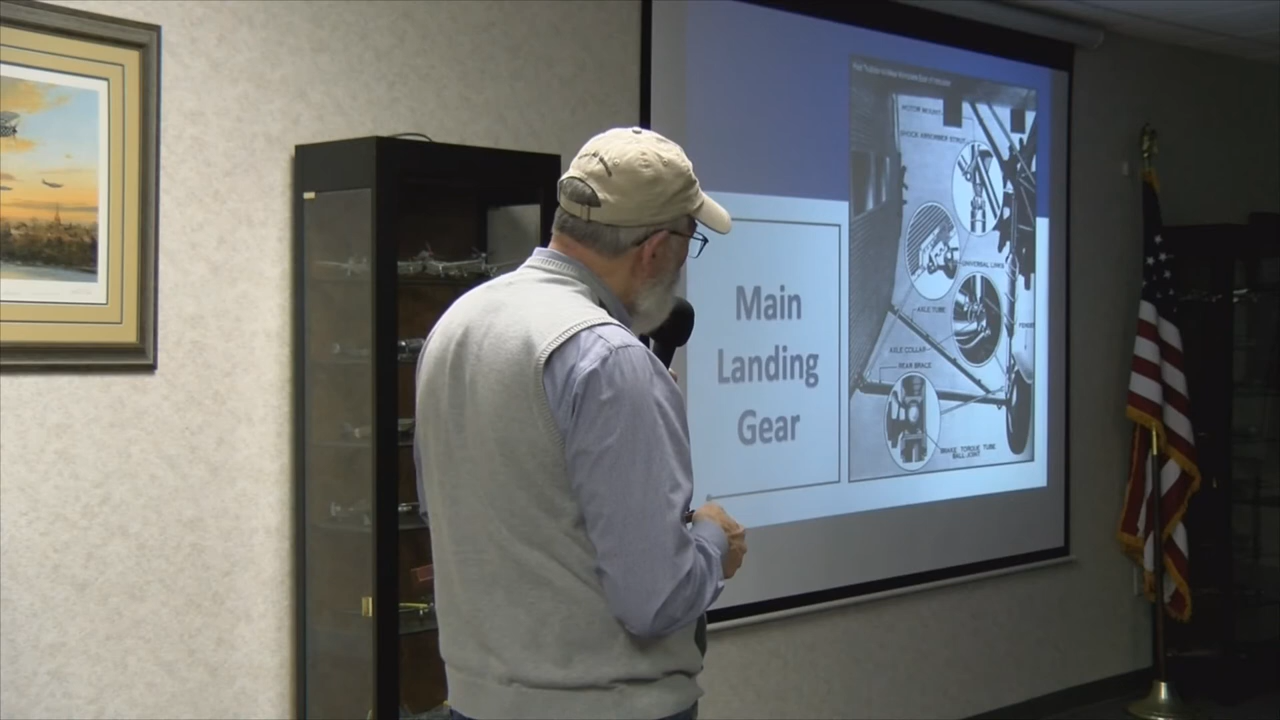 Main
Landing
Gear
MOTOR MOUNT
SHOCK ABSORBER STRUT
UNIVERSAL LINKS
AXLE TUBE
AXLE COLLAR
REAR BRACE
BRAKE TORQUE TUBE
BALL JOINT